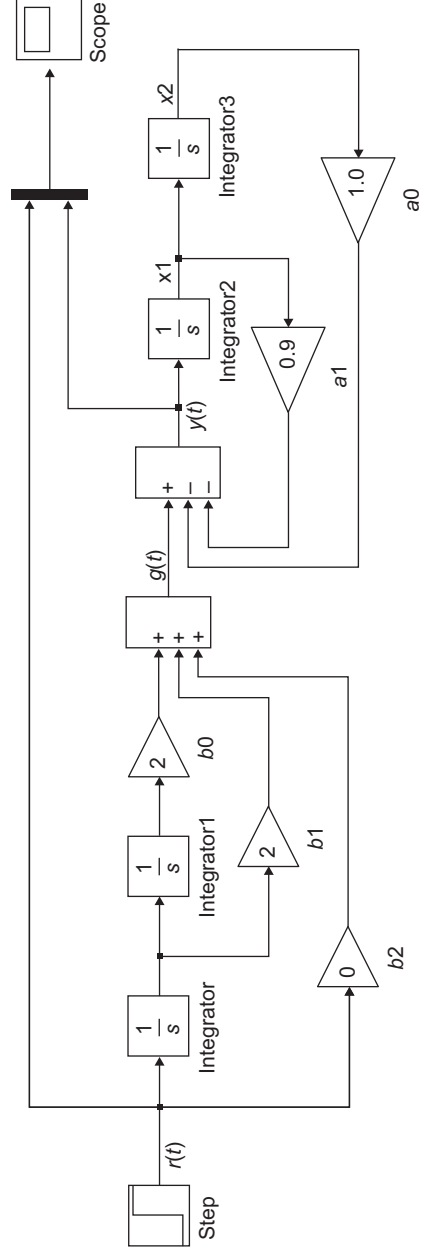 Step
r(t)
1
s
Integrator
1
s
Integrator1
2
b0
2
b1
0
b2
+
+
+
g(t)
+
−
−
y(t)
1
s
Integrator2
x1
0.9
a1
1
s
Integrator3
x2
1.0
a0
Scope